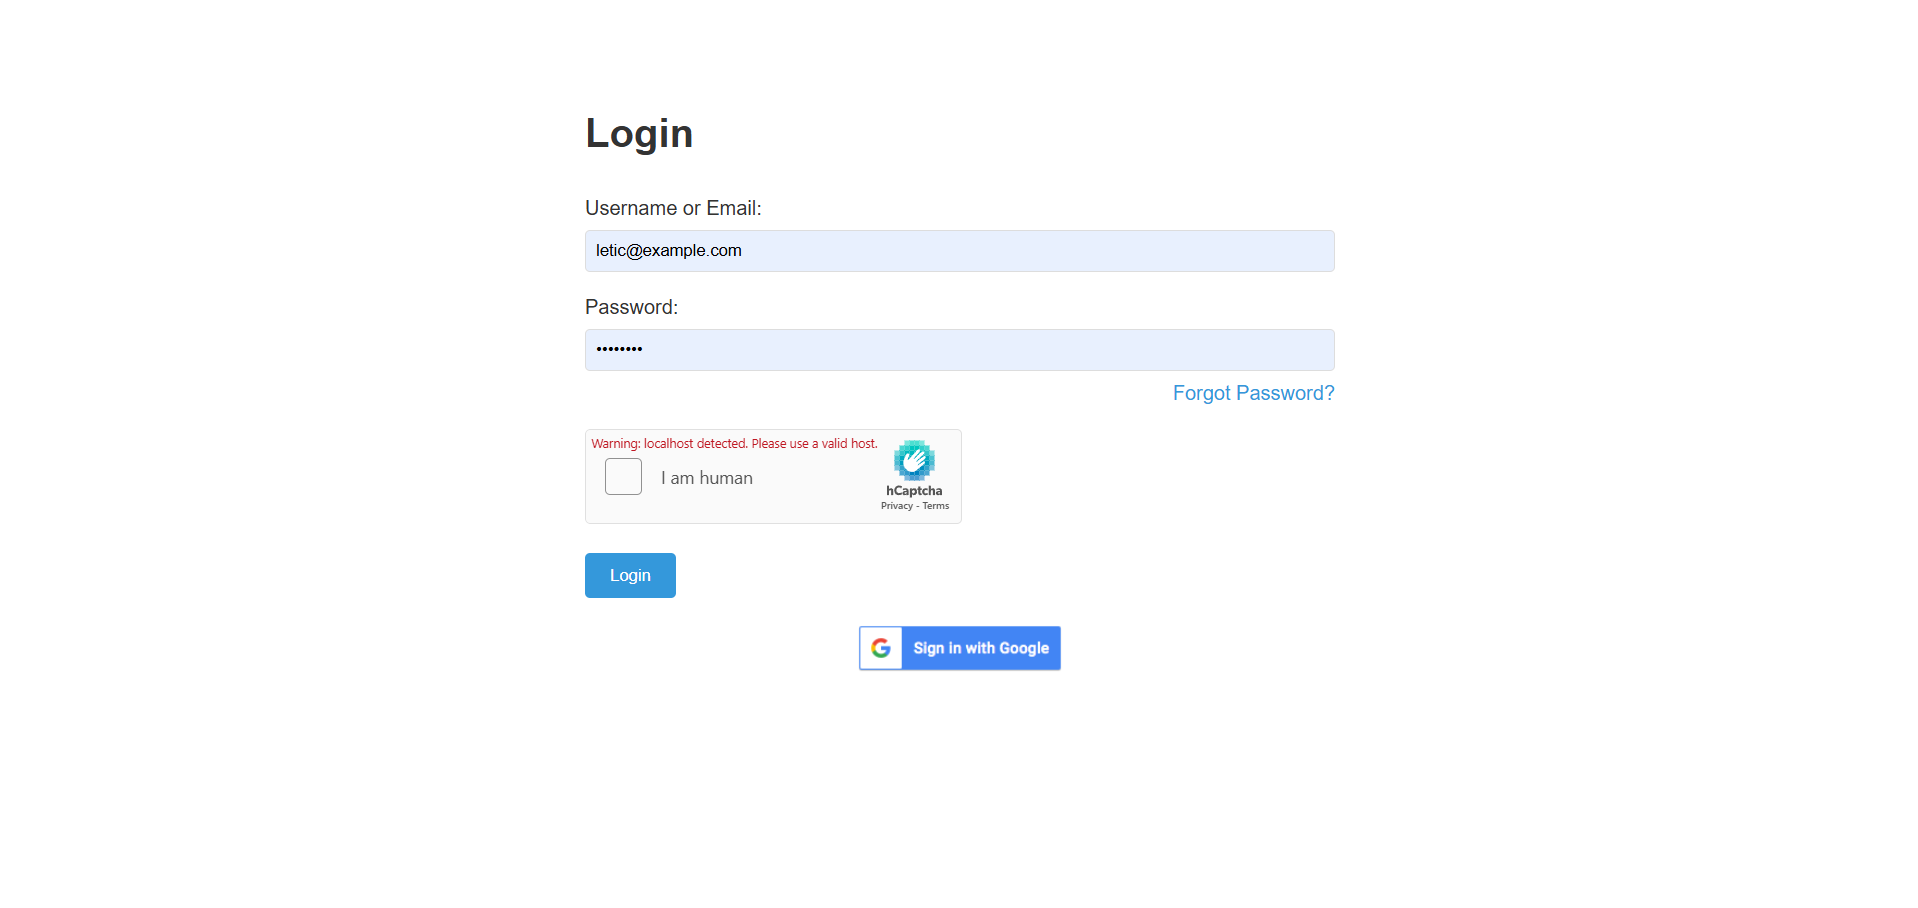 Login
Username or Email:
letic@example.com
Password:
••••••••
Forgot Password?
Warning: localhost detected. Please use a valid host.
I am human
hCaptcha
Privacy - Terms
Login
Sign in with Google